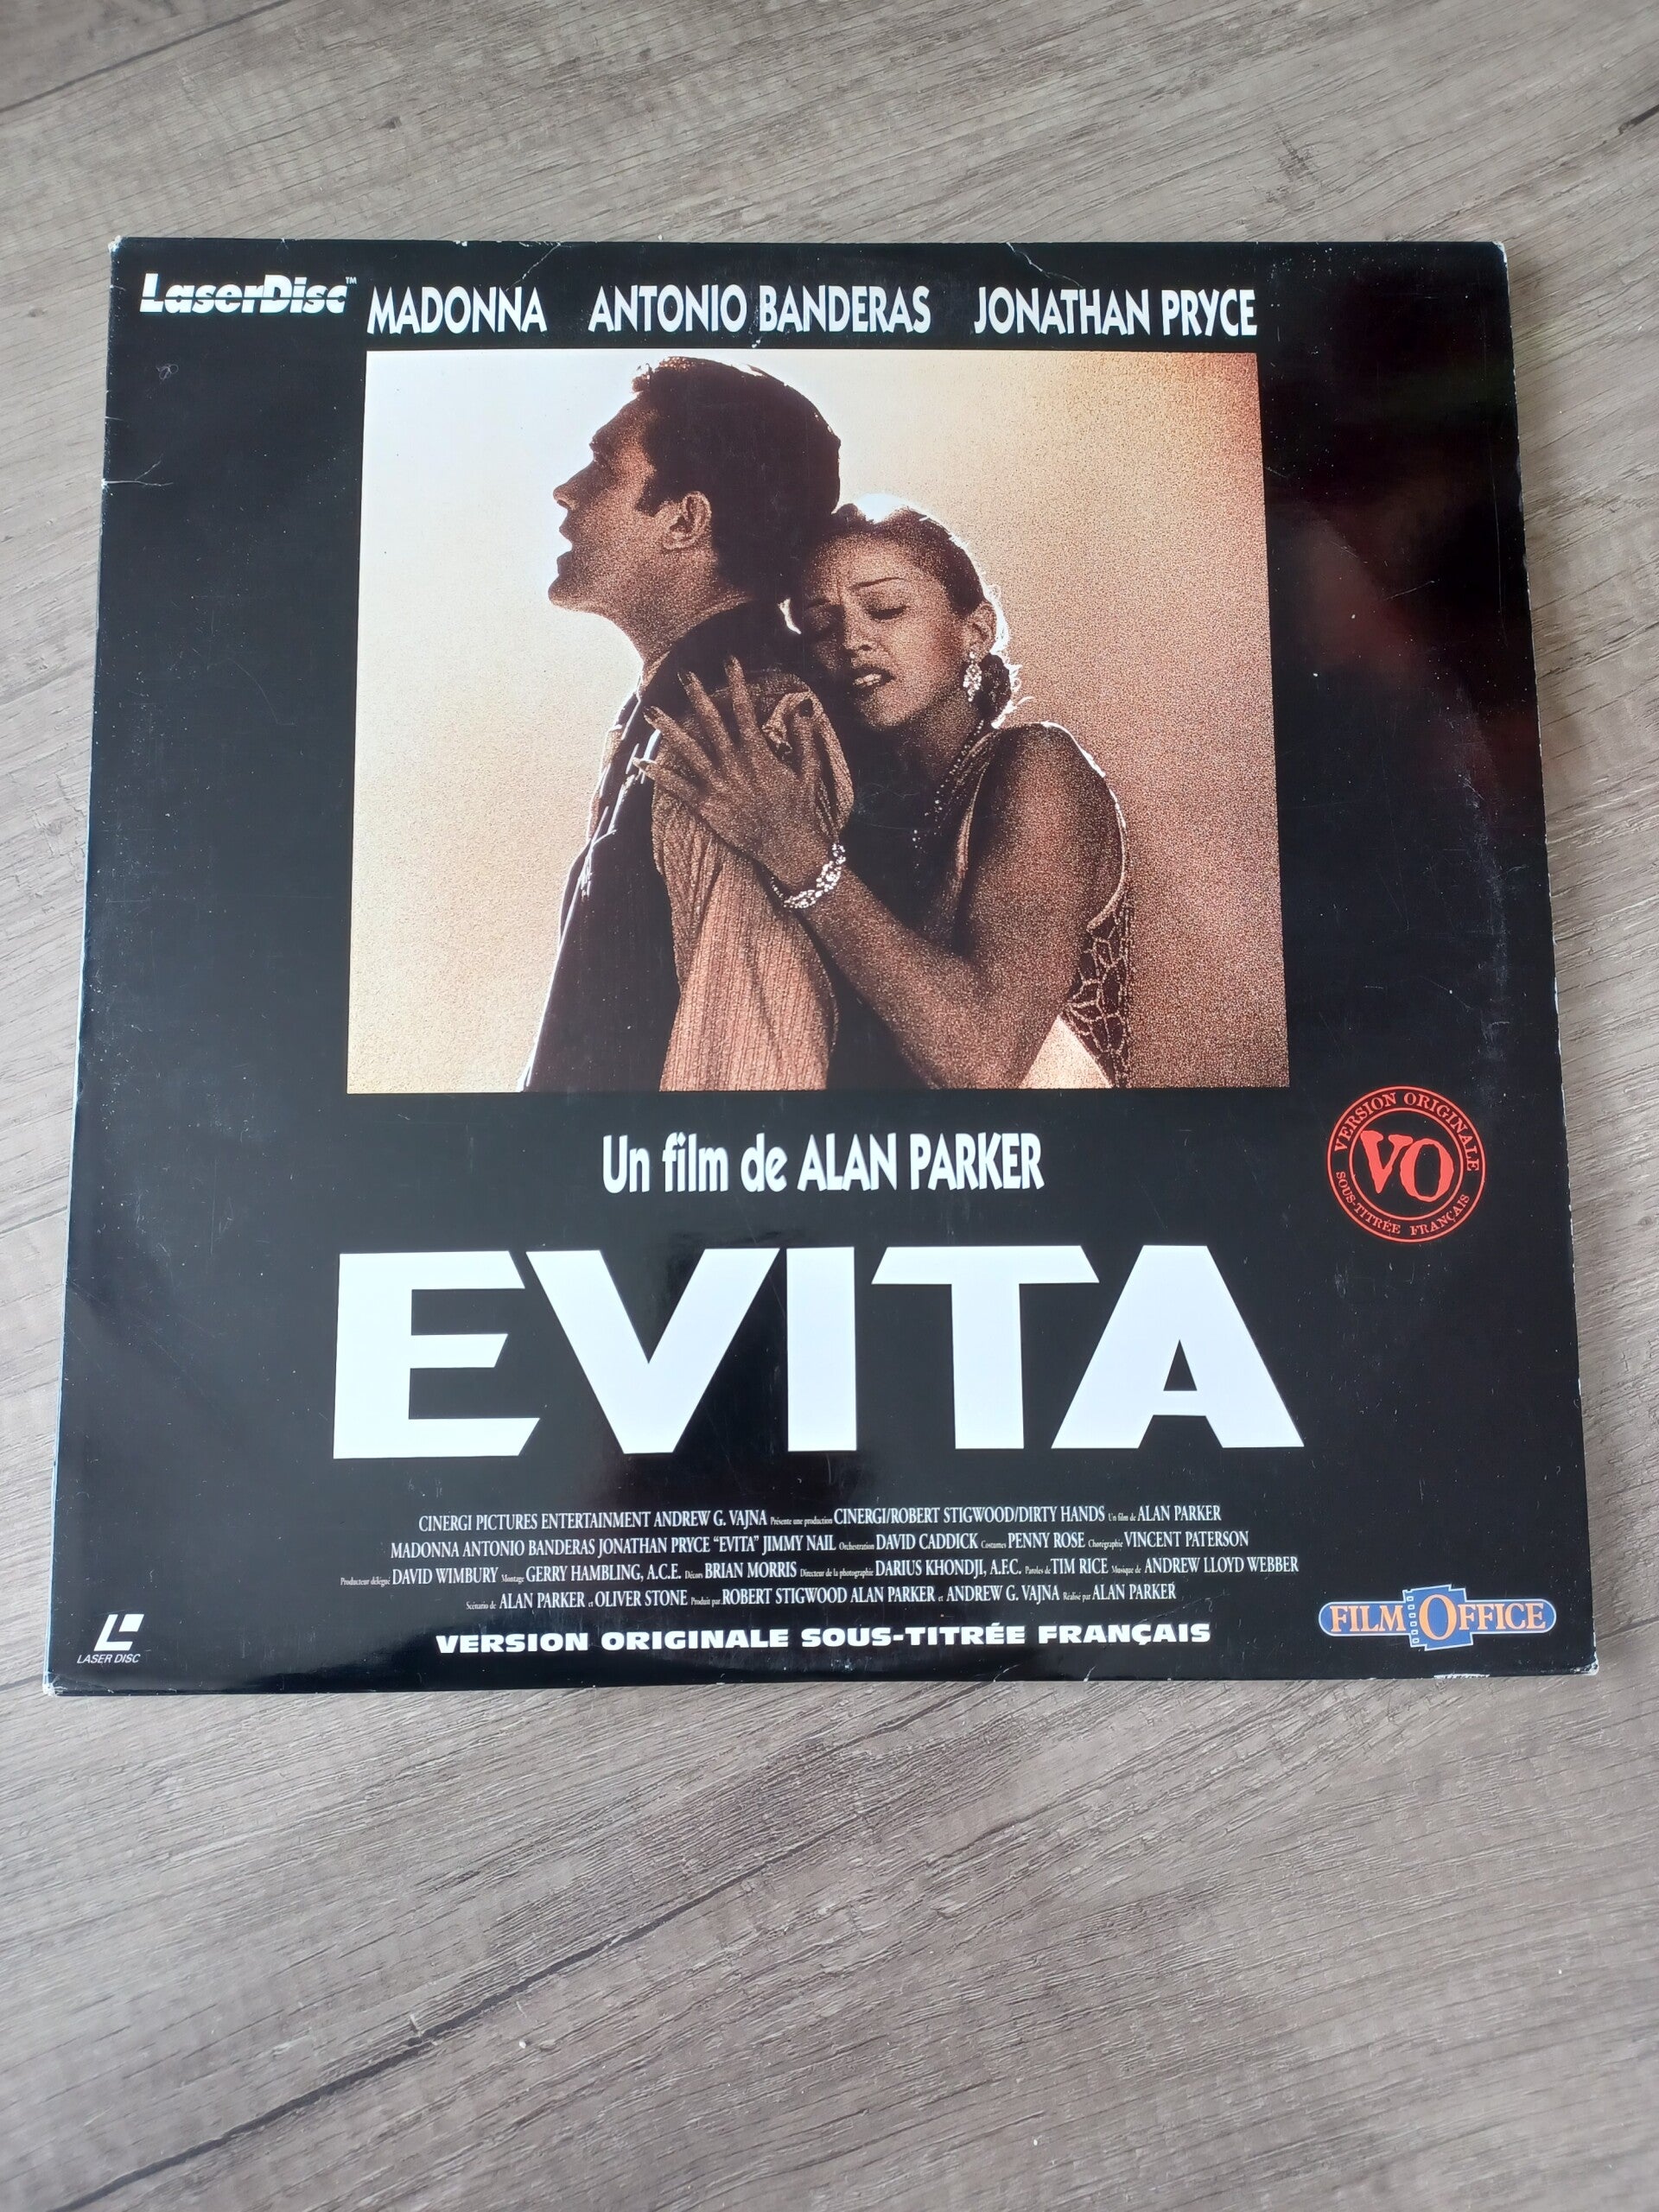 LaserDisc™
MADONNA ANTONIO BANDERAS JONATHAN PRYCE
Un film de ALAN PARKER
VERSION ORIGINALE
VO
SOUS-TITRÉE FRANÇAIS
EVITA
CINERGI PICTURES ENTERTAINMENT ANDREW G. VAJNA Présente une production CINERGI/ROBERT STIGWOOD/DIRTY HANDS Un film de ALAN PARKER
MADONNA ANTONIO BANDERAS JONATHAN PRYCE "EVITA" JIMMY NAIL Orchestration DAVID CADDICK Costumes PENNY ROSE Chorégraphie VINCENT PATERSON
Producteur délégué DAVID WIMBURY Montage GERRY HAMBLING, A.C.E. Décors BRIAN MORRIS Directeur de la photographie DARIUS KHONDJI, A.F.C. Paroles de TIM RICE Musique de ANDREW LLOYD WEBBER
Scénario de ALAN PARKER et OLIVER STONE Produit par ROBERT STIGWOOD ALAN PARKER et ANDREW G. VAJNA Réalisé par ALAN PARKER
VERSION ORIGINALE SOUS-TITRÉE FRANÇAIS
LASER DISC
FILM OFFICE